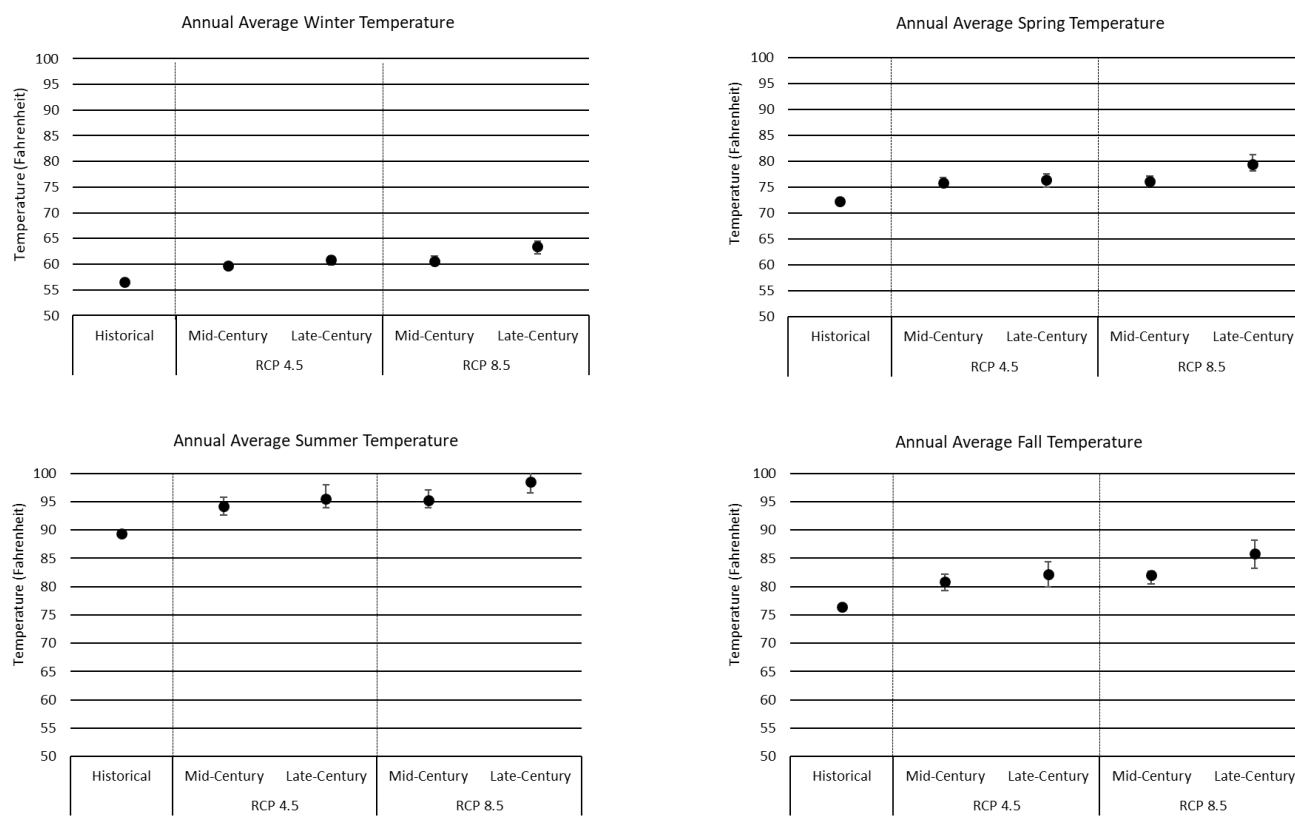 Annual Average Winter Temperature
Temperature (Fahrenheit)
100
95
90
85
80
75
70
65
60
55
50
Historical Mid-Century Late-Century Mid-Century Late-Century
RCP 4.5 RCP 8.5
Annual Average Spring Temperature
Temperature (Fahrenheit)
100
95
90
85
80
75
70
65
60
55
50
Historical Mid-Century Late-Century Mid-Century Late-Century
RCP 4.5 RCP 8.5
Annual Average Summer Temperature
Temperature (Fahrenheit)
100
95
90
85
80
75
70
65
60
55
50
Historical Mid-Century Late-Century Mid-Century Late-Century
RCP 4.5 RCP 8.5
Annual Average Fall Temperature
Temperature (Fahrenheit)
100
95
90
85
80
75
70
65
60
55
50
Historical Mid-Century Late-Century Mid-Century Late-Century
RCP 4.5 RCP 8.5